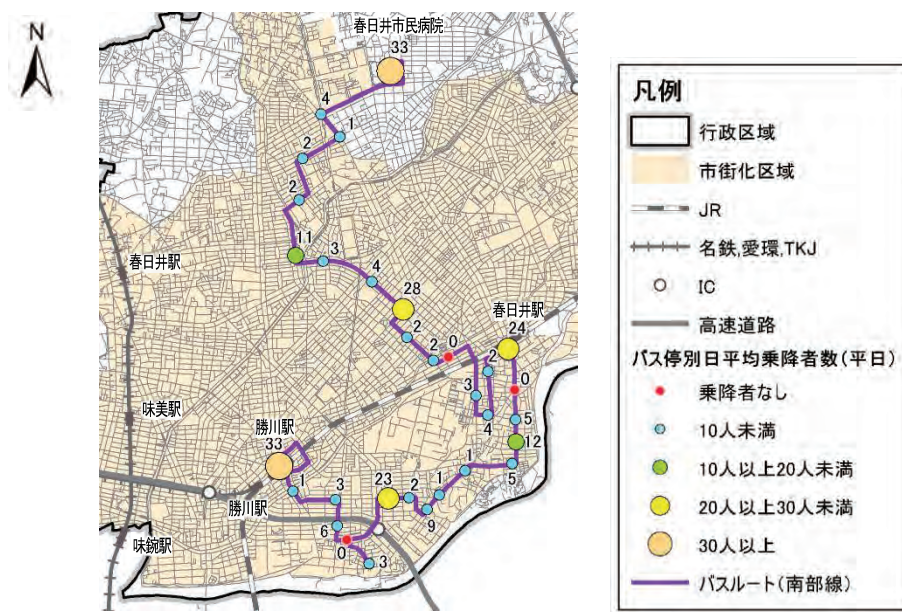 N
春日井市民病院
33
4
1
2
2
11
3
4
春日井駅
28
春日井駅
24
2
2
0
2
0
3
4
5
12
5
味美駅
勝川駅
33
1
3
23
2
1
1
9
勝川駅
6
0
3
味鋺駅
凡例
行政区域
市街化区域
JR
名鉄,愛環,TKJ
IC
高速道路
バス停別日平均乗降者数(平日)
乗降者なし
10人未満
10人以上20人未満
20人以上30人未満
30人以上
バスルート(南部線)